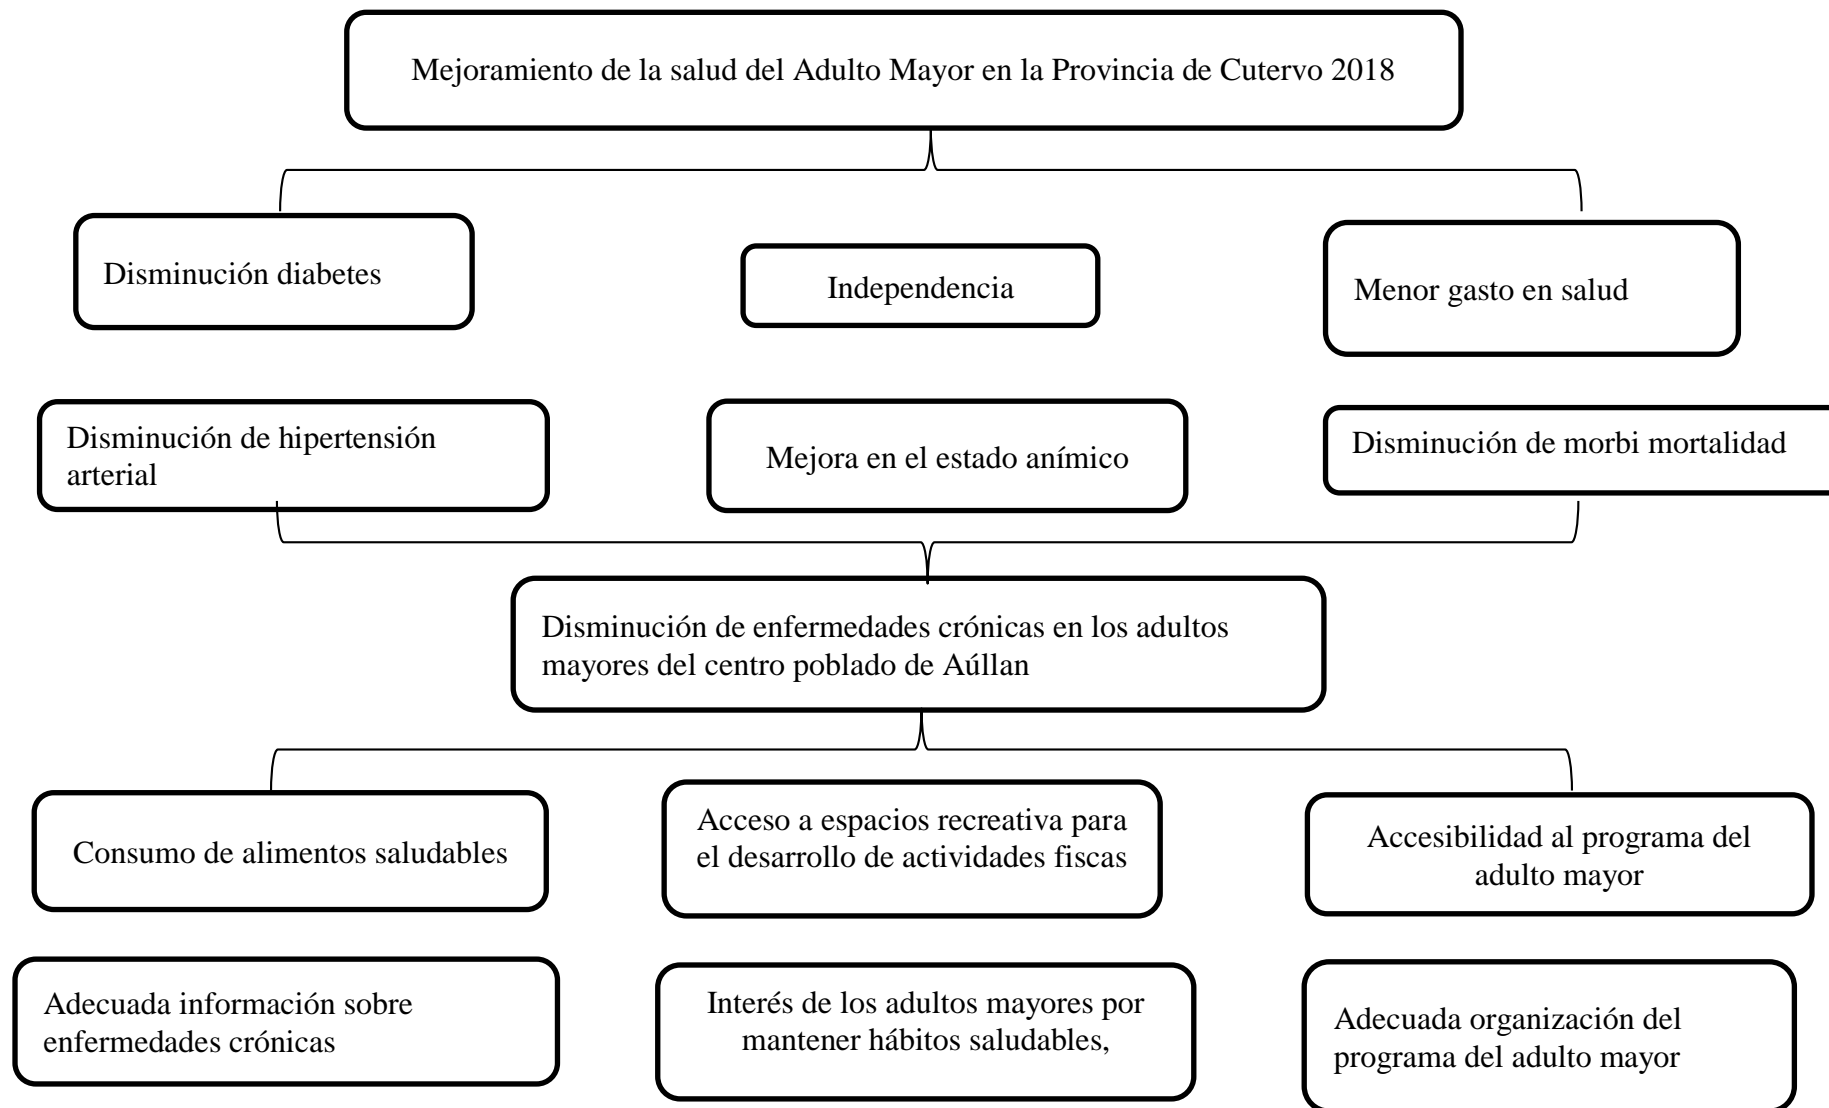 Mejoramiento de la salud del Adulto Mayor en la Provincia de Cutervo 2018
Disminución diabetes
Independencia
Menor gasto en salud
Disminución de hipertensión
arterial
Mejora en el estado anímico
Disminución de morbi mortalidad
Disminución de enfermedades crónicas en los adultos
mayores del centro poblado de Aúllan
Consumo de alimentos saludables
Acceso a espacios recreativa para
el desarrollo de actividades fiscas
Accesibilidad al programa del
adulto mayor
Adecuada información sobre
enfermedades crónicas
Interés de los adultos mayores por
mantener hábitos saludables,
Adecuada organización del
programa del adulto mayor